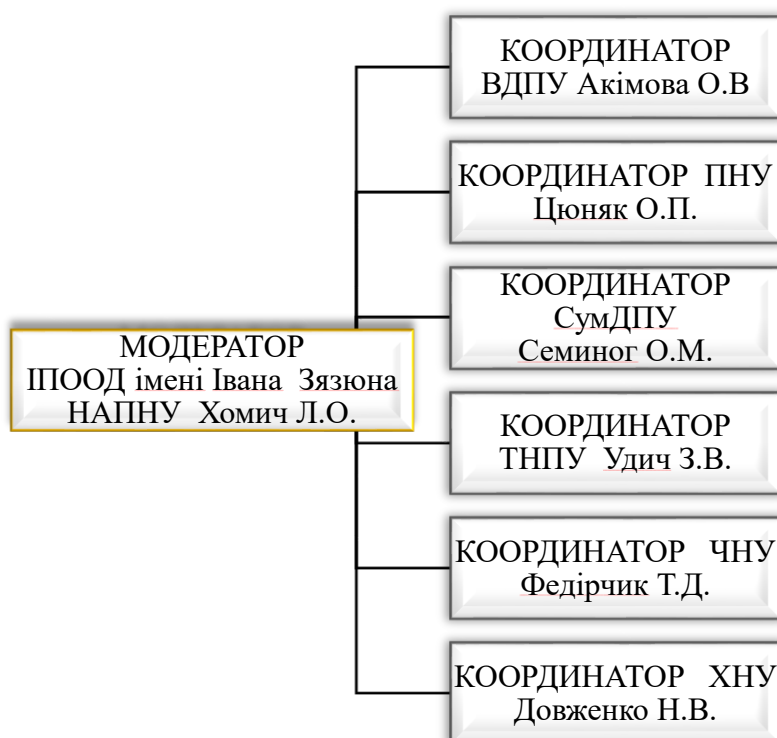 КООРДИНАТОР
ВДПУ Акімова О.В
КООРДИНАТОР ПНУ
Цюняк О.П.
КООРДИНАТОР
СумДПУ
Семиног О.М.
МОДЕРАТОР
ІПООД імені Івана Зязюна
НАПНУ Хомич Л.О.
КООРДИНАТОР
ТНПУ Удич З.В.
КООРДИНАТОР ЧНУ
Федірчик Т.Д.
КООРДИНАТОР ХНУ
Довженко Н.В.